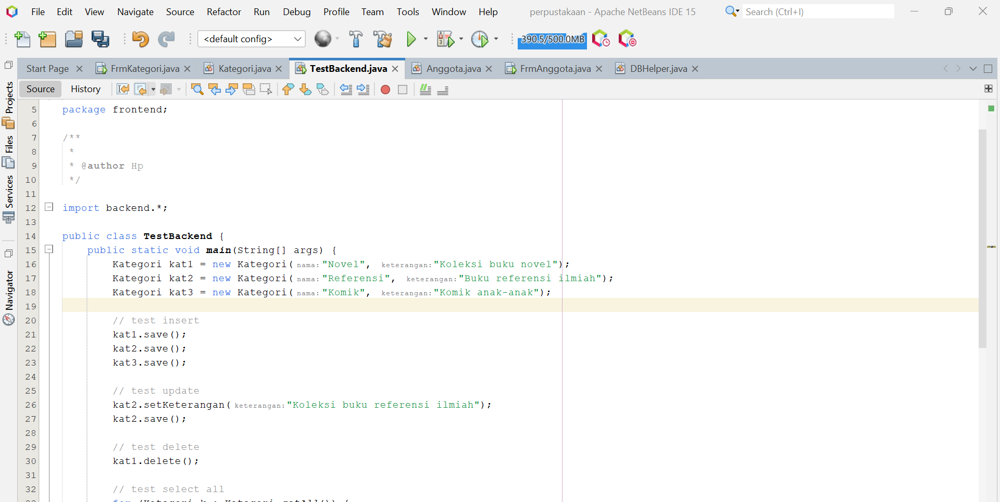 File Edit View Navigate Source Refactor Run Debug Profile Team Tools Window Help perpustakaan - Apache NetBeans IDE 15 Search (Ctrl+I)
<default config> 390.5/500.0MB
Start Page FrmKategori.java Kategori.java TestBackend.java Anggota.java FrmAnggota.java DBHelper.java
Source History
Projects
Files
Services
Navigator
5 package frontend;
6
7 /**
8 *
9 * @author Hp
10 */
11
12 import backend.*;
13
14 public class TestBackend {
15 public static void main(String[] args) {
16 Kategori kat1 = new Kategori( nama: "Novel", keterangan: "Koleksi buku novel");
17 Kategori kat2 = new Kategori( nama: "Referensi", keterangan: "Buku referensi ilmiah");
18 Kategori kat3 = new Kategori( nama: "Komik", keterangan: "Komik anak-anak");
19
20 // test insert
21 kat1.save();
22 kat2.save();
23 kat3.save();
24
25 // test update
26 kat2.setKeterangan( keterangan: "Koleksi buku referensi ilmiah");
27 kat2.save();
28
29 // test delete
30 kat1.delete();
31
32 // test select all